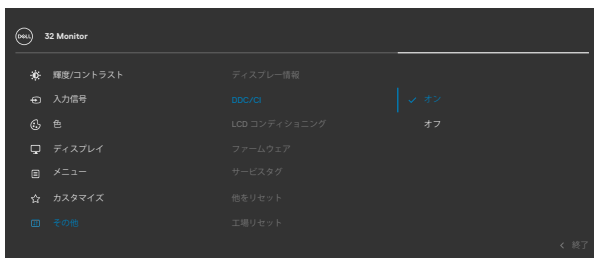 DELL 32 Monitor
輝度/コントラスト ディスプレー情報
入力信号 DDC/CI オン
色 LCD コンディショニング オフ
ディスプレイ ファームウェア
メニュー サービスタグ
カスタマイズ 他をリセット
その他 工場リセット
終了